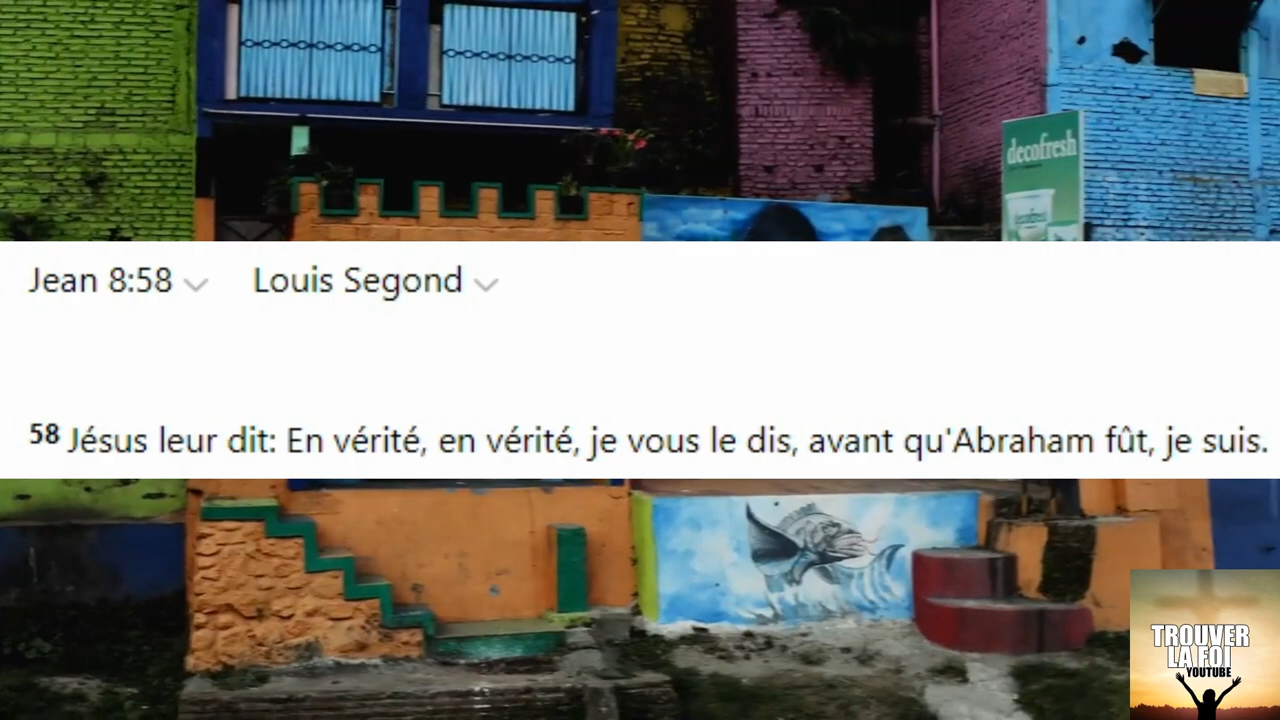 decofresh
decofresh
Jean 8:58 Louis Segond
58 Jésus leur dit: En vérité, en vérité, je vous le dis, avant qu'Abraham fût, je suis.
TROUVER
LA FOI
YOUTUBE